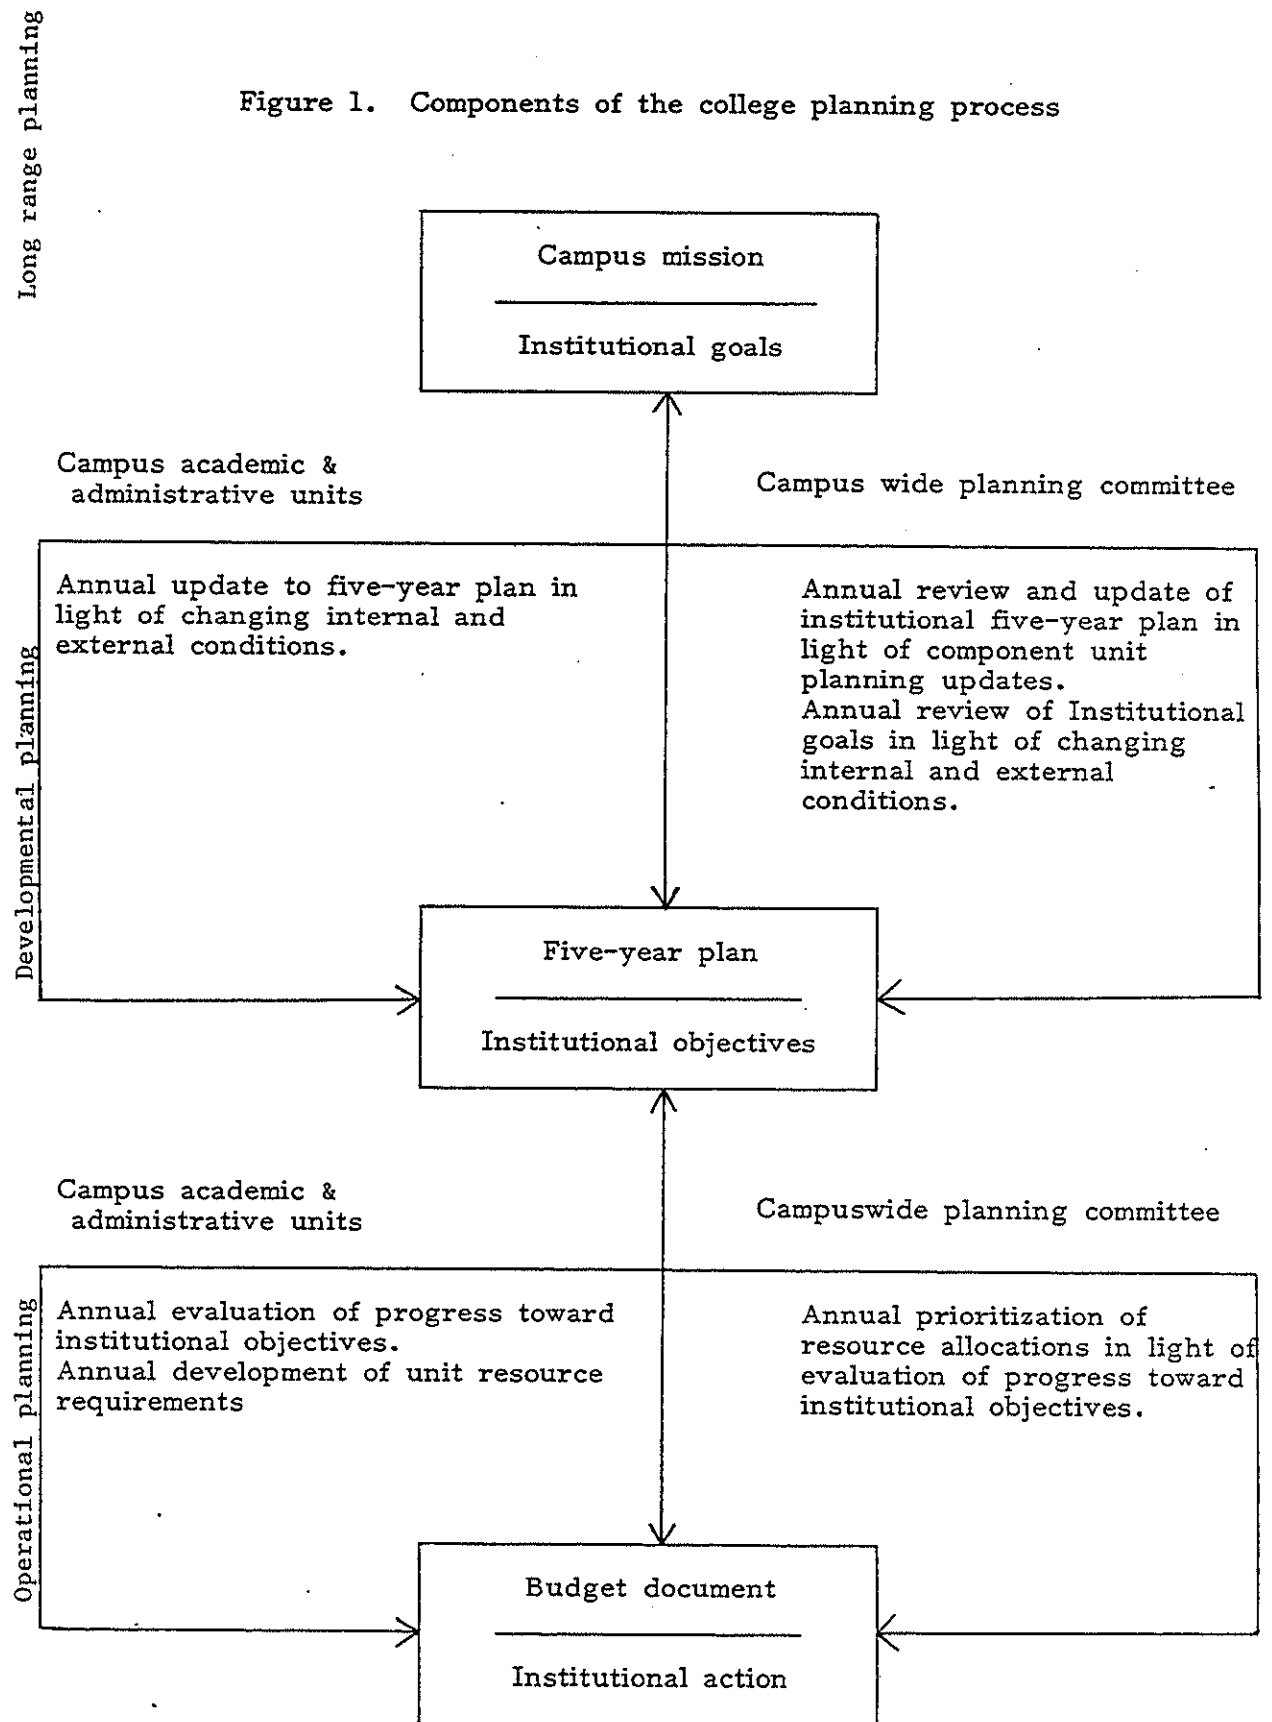 Long range planning
Figure 1. Components of the college planning process
Campus mission
Institutional goals
Campus academic &
administrative units
Campus wide planning committee
Developmental planning
Annual update to five-year plan in
light of changing internal and
external conditions.
Annual review and update of
institutional five-year plan in
light of component unit
planning updates.
Annual review of Institutional
goals in light of changing
internal and external
conditions.
Five-year plan
Institutional objectives
Campus academic &
administrative units
Campuswide planning committee
Operational planning
Annual evaluation of progress toward
institutional objectives.
Annual development of unit resource
requirements
Annual prioritization of
resource allocations in light of
evaluation of progress toward
institutional objectives.
Budget document
Institutional action